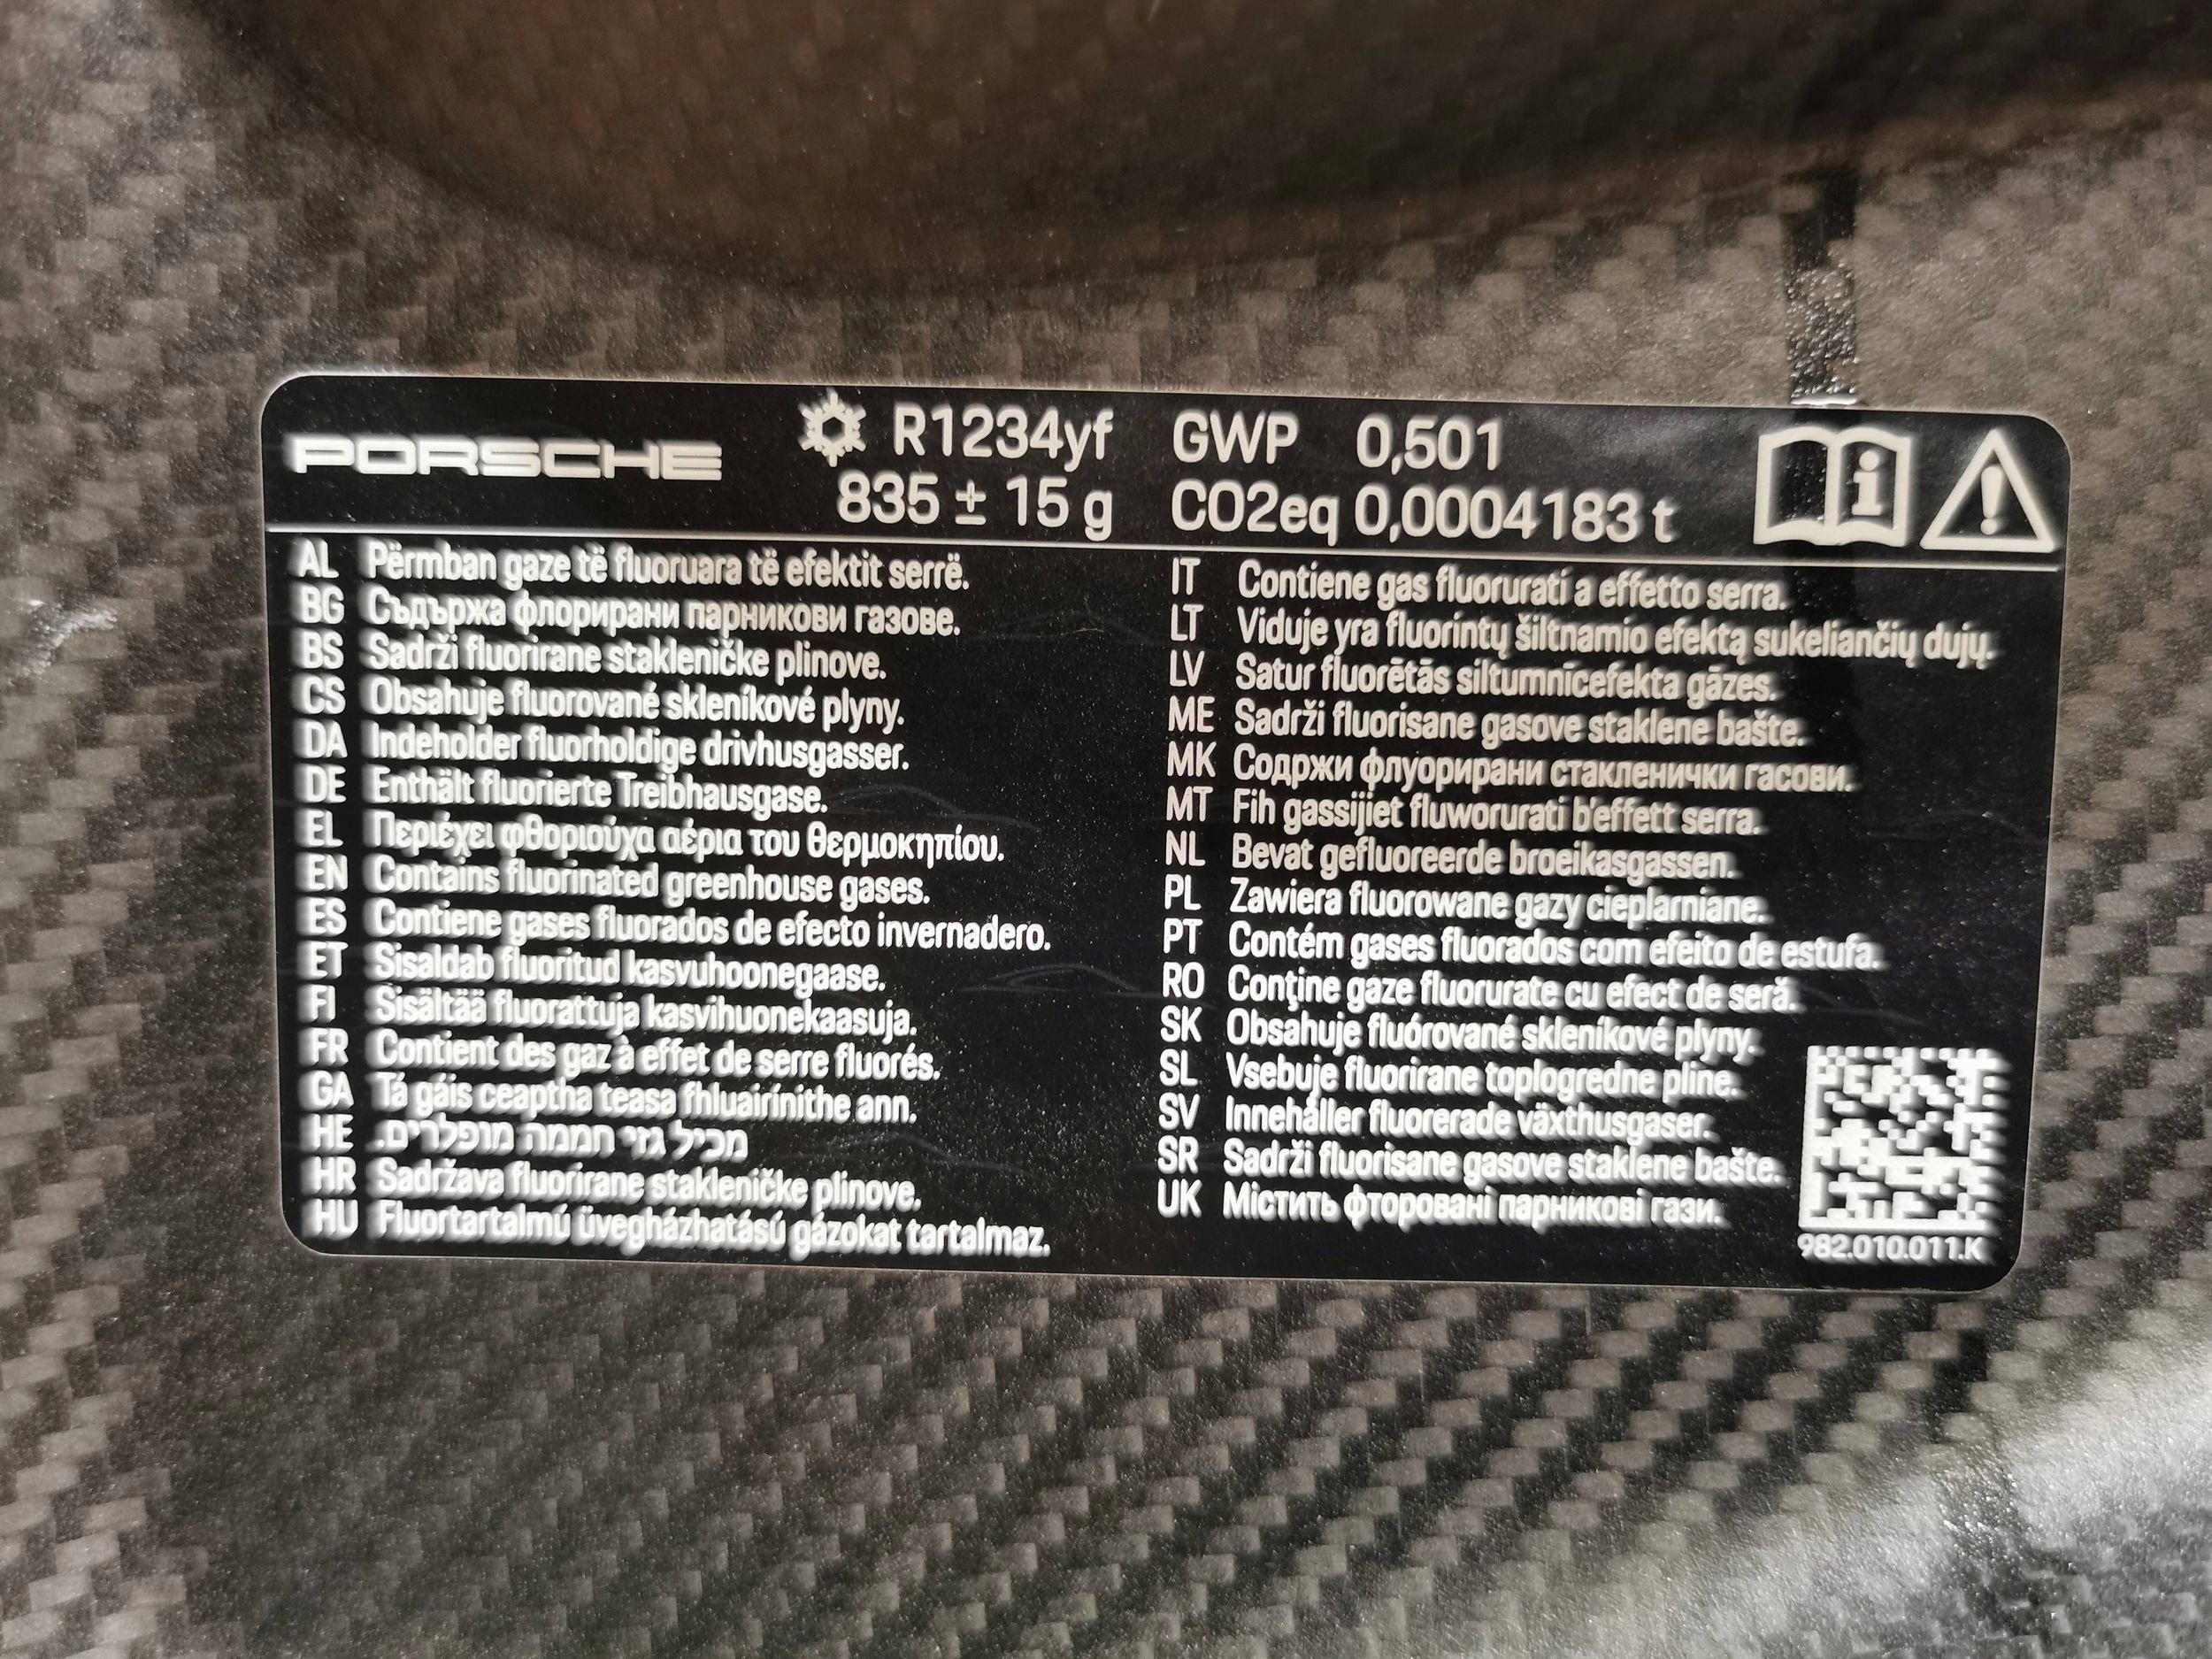 PORSCHE
R1234yf GWP 0,501
835 ± 15 g CO2eq 0,0004183 t
AL Përmban gaze të fluoruara të efektit serrë.
BG Съдържа флорирани парникови газове.
BS Sadrži fluorirane stakleničke plinove.
CS Obsahuje fluorované skleníkové plyny.
DA Indeholder fluorholdige drivhusgasser.
DE Enthält fluorierte Treibhausgase.
EL Περιέχει φθοριούχα αέρια του θερμοκηπίου.
EN Contains fluorinated greenhouse gases.
ES Contiene gases fluorados de efecto invernadero.
ET Sisaldab fluoritud kasvuhoonegaase.
FI Sisältää fluorattuja kasvihuonekaasuja.
FR Contient des gaz à effet de serre fluorés.
GA Tá gáis ceaptha teasa fhluairínithe ann.
HE מכיל גזי חממה מופלרים.
HR Sadržava fluorirane stakleničke plinove.
HU Fluortartalmú üvegházhatású gázokat tartalmaz.
IT Contiene gas fluorurati a effetto serra.
LT Viduje yra fluorintų šiltnamio efektą sukeliančių dujų.
LV Satur fluorētās siltumnīcefekta gāzes.
ME Sadrži fluorisane gasove staklene bašte.
MK Содржи флуорирани стакленички гасови.
MT Fih gassijiet fluworurati b'effett serra.
NL Bevat gefluoreerde broeikasgassen.
PL Zawiera fluorowane gazy cieplarniane.
PT Contém gases fluorados com efeito de estufa.
RO Conţine gaze fluorurate cu efect de seră.
SK Obsahuje fluórované skleníkové plyny.
SL Vsebuje fluorirane toplogredne pline.
SV Innehåller fluorerade växthusgaser.
SR Sadrži fluorisane gasove staklene bašte.
UK Містить фторовані парникові гази.
982.010.011.K